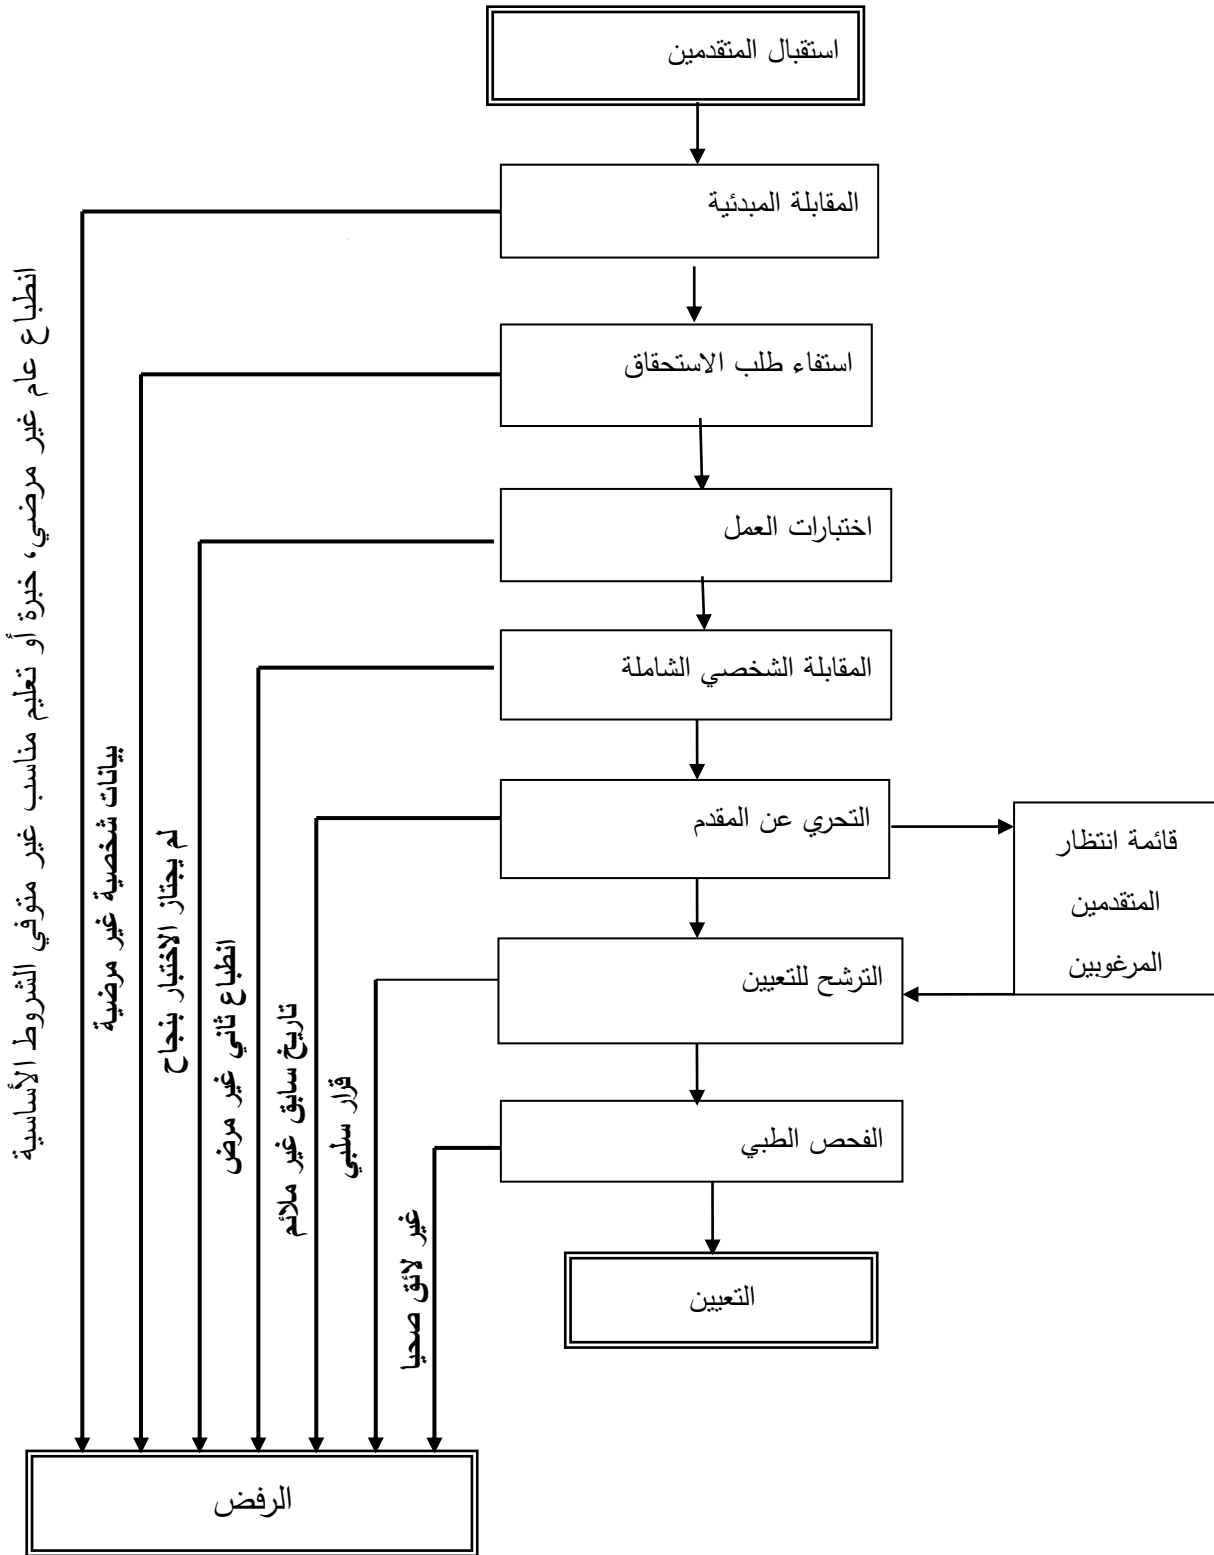 استقبال المتقدمين
المقابلة المبدئية
استفاء طلب الاستحقاق
اختبارات العمل
المقابلة الشخصي الشاملة
التحري عن المقدم
قائمة انتظار
المتقدمين
المرغوبين
الترشح للتعيين
الفحص الطبي
التعيين
انطباع عام غير مرضي، خبرة أو تعليم مناسب غير متوفي الشروط الأساسية
بيانات شخصية غير مرضية
لم يجتاز الاختبار بنجاح
انطباع ثاني غير مرض
تاريخ سابق غير ملائم
قرار سلبي
غير لائق صحيا
الرفض